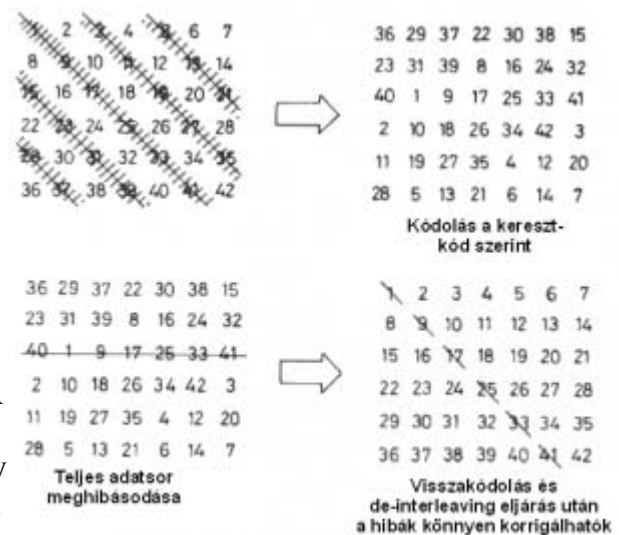 2 3 4 6 7
8 9 10 11 12 13 14
15 16 17 18 19 20 21
22 23 24 25 26 27 28
29 30 31 32 33 34 35
36 37 38 39 40 41 42
36 29 37 22 30 38 15
23 31 39 8 16 24 32
40 1 9 17 25 33 41
2 10 18 26 34 42 3
11 19 27 35 4 12 20
28 5 13 21 6 14 7
Kódolás a kereszt-
kód szerint
36 29 37 22 30 38 15
23 31 39 8 16 24 32
40 1 9 17 25 33 41
2 10 18 26 34 42 3
11 19 27 35 4 12 20
28 5 13 21 6 14 7
Teljes adatsor
meghibásodása
1 2 3 4 5 6 7
8 9 10 11 12 13 14
15 16 17 18 19 20 21
22 23 24 25 26 27 28
29 30 31 32 33 34 35
36 37 38 39 40 41 42
Visszakódolás és
de-interleaving eljárás után
a hibák könnyen korrigálhatók